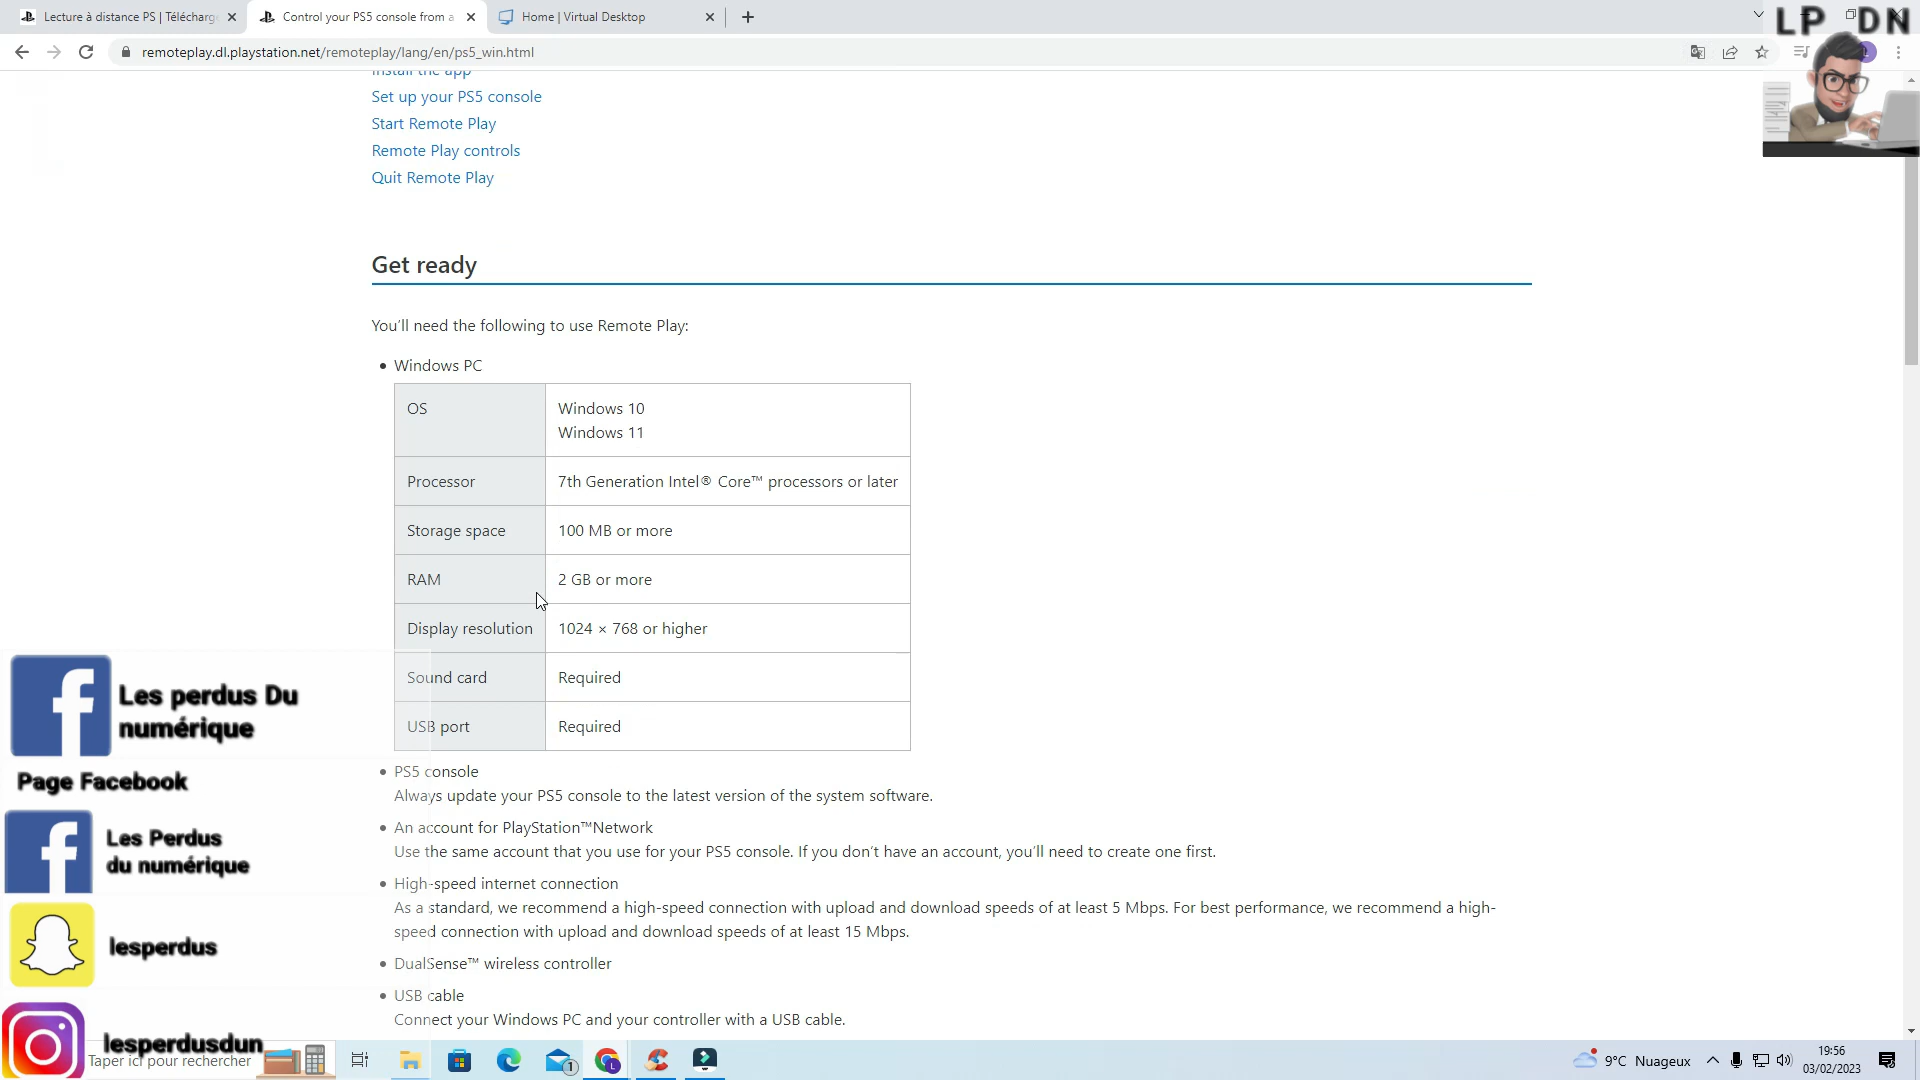 Lecture à distance PS | Télécharg
Control your PS5 console from a
Home | Virtual Desktop
LP DN
remoteplay.dl.playstation.net/remoteplay/lang/en/ps5_win.html
Install the app
Set up your PS5 console
Start Remote Play
Remote Play controls
Quit Remote Play
Get ready
You’ll need the following to use Remote Play:
• Windows PC
OS
Windows 10
Windows 11
Processor
7th Generation Intel® Core™ processors or later
Storage space
100 MB or more
RAM
2 GB or more
Display resolution
1024 × 768 or higher
Sound card
Required
USB port
Required
• PS5 console
Always update your PS5 console to the latest version of the system software.
• An account for PlayStation™Network
Use the same account that you use for your PS5 console. If you don’t have an account, you’ll need to create one first.
• High-speed internet connection
As a standard, we recommend a high-speed connection with upload and download speeds of at least 5 Mbps. For best performance, we recommend a high-
speed connection with upload and download speeds of at least 15 Mbps.
• DualSense™ wireless controller
• USB cable
Connect your Windows PC and your controller with a USB cable.
Les perdus Du
numérique
Page Facebook
Les Perdus
du numérique
lesperdus
lesperdusdun
Taper ici pour rechercher
1
L
9°C Nuageux
19:56
03/02/2023